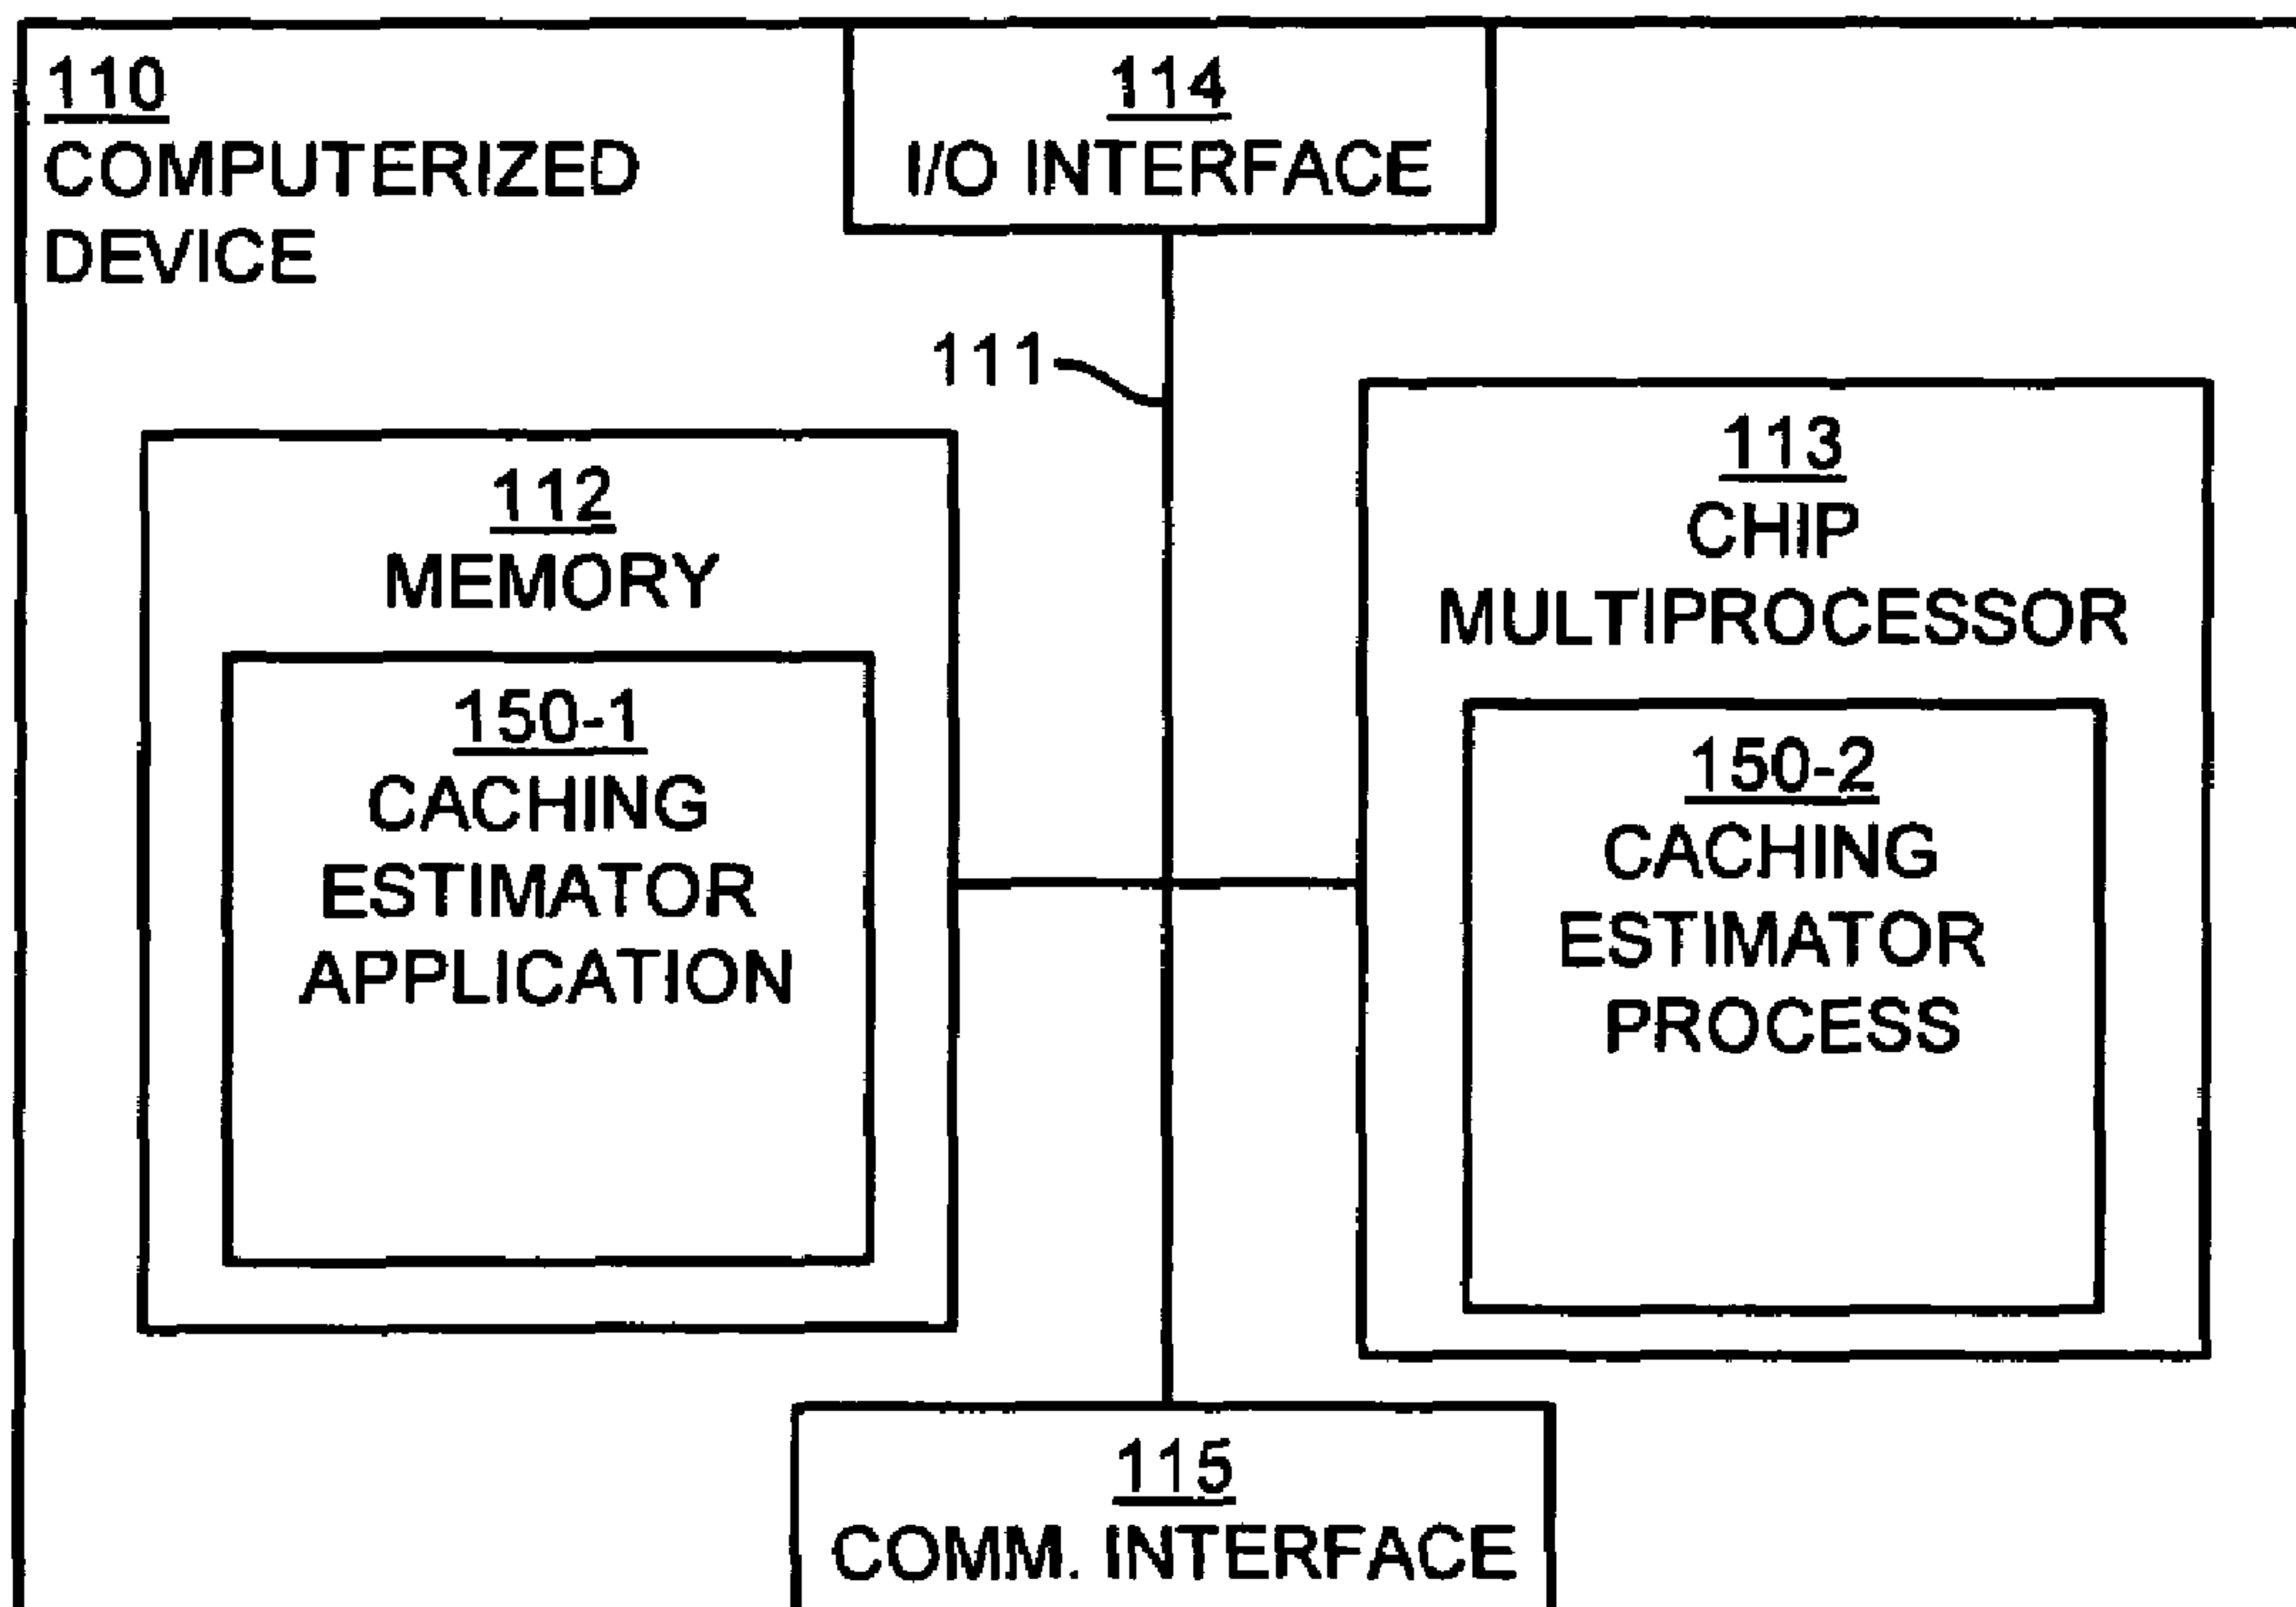 110
COMPUTERIZED
DEVICE
114
I/O INTERFACE
111
112
MEMORY
150-1
CACHING
ESTIMATOR
APPLICATION
113
CHIP
MULTIPROCESSOR
150-2
CACHING
ESTIMATOR
PROCESS
115
COMM. INTERFACE